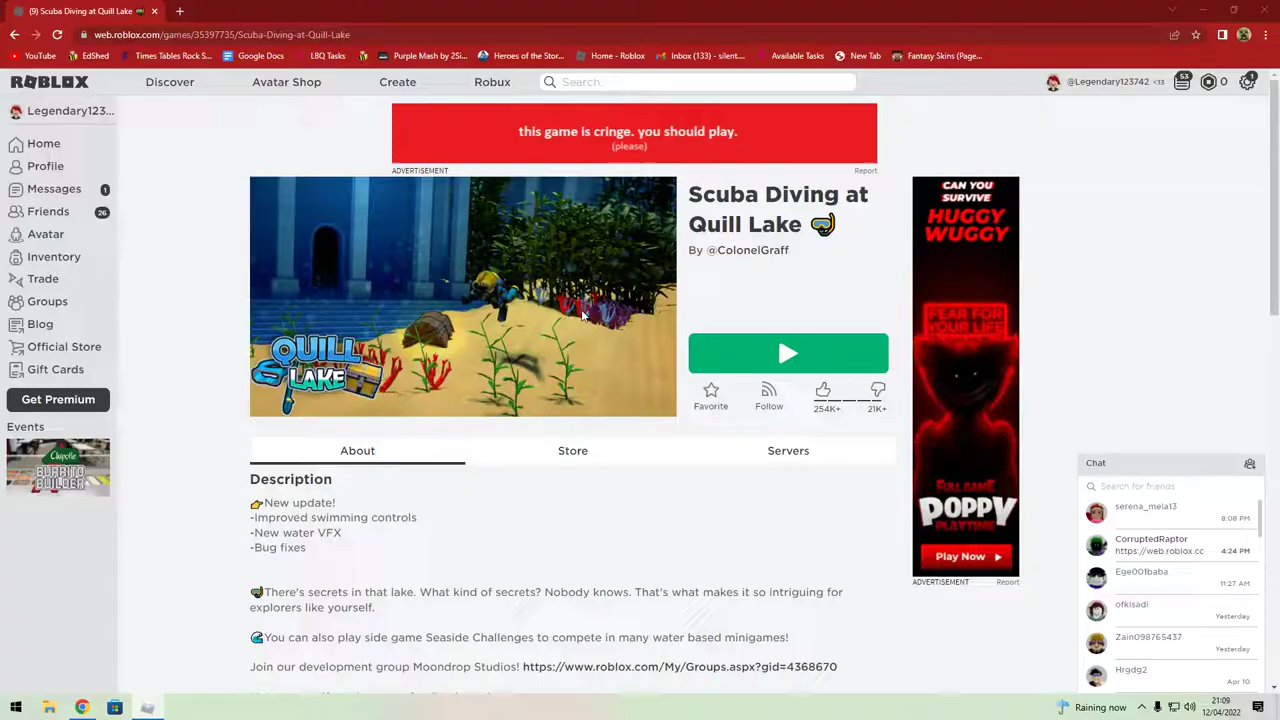 (9) Scuba Diving at Quill Lake
web.roblox.com/games/35397735/Scuba-Diving-at-Quill-Lake
YouTube
EdShed
Times Tables Rock S...
Google Docs
LBQ Tasks
Purple Mash by 2Si...
Heroes of the Stor...
Home - Roblox
Inbox (133) - silent....
Available Tasks
New Tab
Fantasy Skins (Page...
ROBLOX
Discover
Avatar Shop
Create
Robux
Search
@Legendary123742 <13
53
0
1
Legendary123...
Home
Profile
Messages 1
Friends 26
Avatar
Inventory
Trade
Groups
Blog
Official Store
Gift Cards
Get Premium
Events
Chipotle
BURRITO
BUILDER
this game is cringe. you should play.
(please)
ADVERTISEMENT
Report
QUILL
LAKE
Scuba Diving at
Quill Lake
By @ColonelGraff
Favorite
Follow
254K+
21K+
About
Store
Servers
Description
New update!
-Improved swimming controls
-New water VFX
-Bug fixes
There's secrets in that lake. What kind of secrets? Nobody knows. That's what makes it so intriguing for
explorers like yourself.
You can also play side game Seaside Challenges to compete in many water based minigames!
Join our development group Moondrop Studios! https://www.roblox.com/My/Groups.aspx?gid=4368670
CAN YOU
SURVIVE
HUGGY
WUGGY
FEAR FOR
YOUR LIFE
FULL GAME
POPPY
PLAYTIME
Play Now
ADVERTISEMENT
Report
Chat
Search for friends
serena_mela13
8:08 PM
CorruptedRaptor
https://web.roblox.cc 4:24 PM
Ege001baba
11:27 AM
ofkisadi
Yesterday
Zain098765437
Yesterday
Hrgdg2
Apr 10
Raining now
21:09
12/04/2022